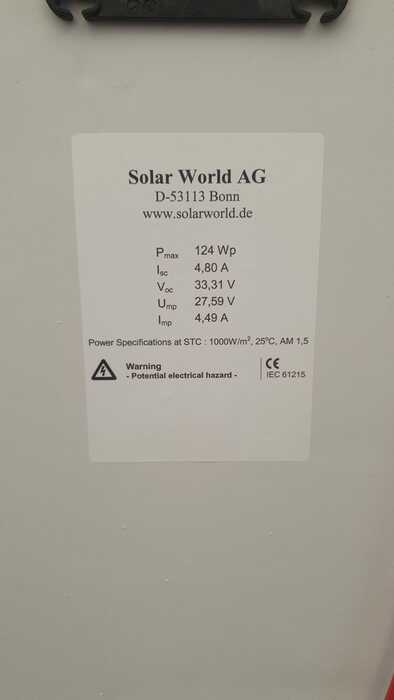 Solar World AG
D-53113 Bonn
www.solarworld.de
Pmax 124 Wp
Isc 4,80 A
Voc 33,31 V
Ump 27,59 V
Imp 4,49 A
Power Specifications at STC : 1000W/m², 25ºC, AM 1,5
Warning
- Potential electrical hazard -
CE
IEC 61215